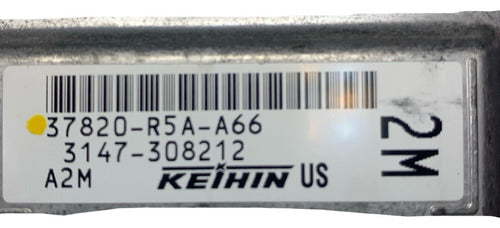 37820-R5A-A66
3147-308212
A2M KEIHIN US
2M